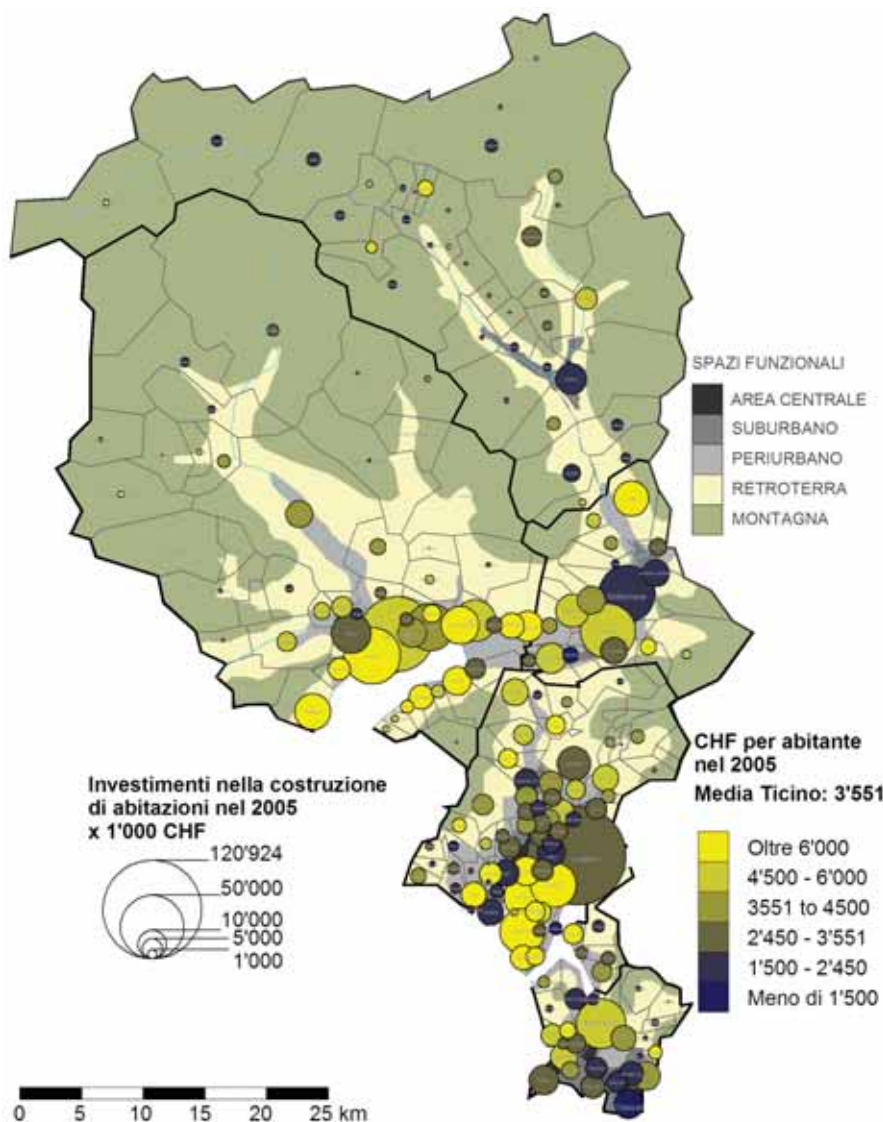 SPAZI FUNZIONALI
AREA CENTRALE
SUBURBANO
PERIURBANO
RETROTERRA
MONTAGNA
CHF per abitante
nel 2005
Media Ticino: 3'551
Oltre 6'000
4'500 - 6'000
3551 to 4500
2'450 - 3'551
1'500 - 2'450
Meno di 1'500
Investimenti nella costruzione
di abitazioni nel 2005
x 1'000 CHF
120'924
50'000
10'000
5'000
1'000
0 5 10 15 20 25 km